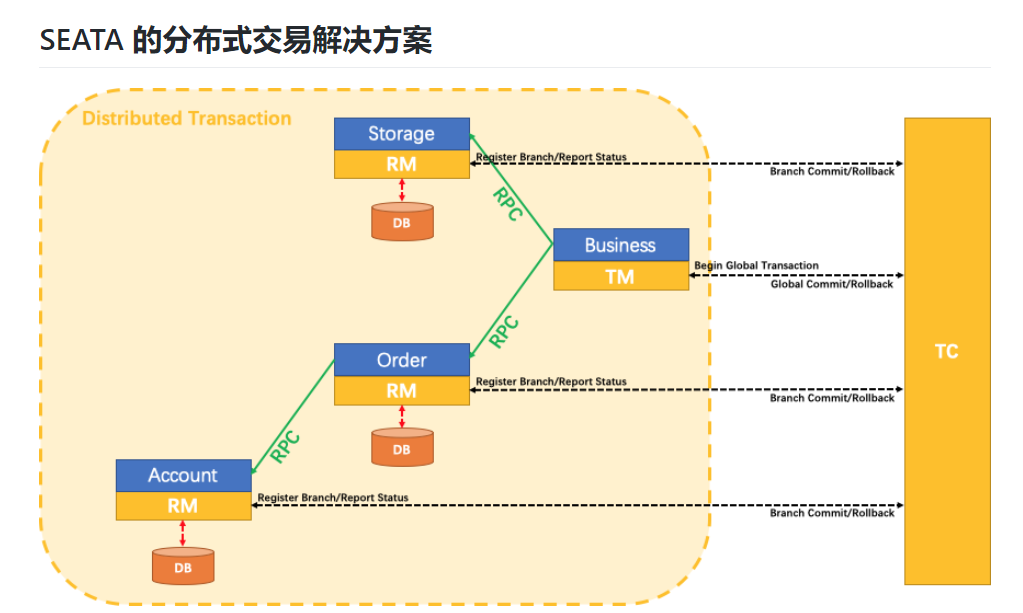 SEATA 的分布式交易解决方案
Distributed Transaction
Storage
RM
Register Branch/Report Status
Branch Commit/Rollback
DB
RPC
Business
TM
Begin Global Transaction
Global Commit/Rollback
RPC
TC
Order
RM
Register Branch/Report Status
Branch Commit/Rollback
DB
RPC
Account
RM
Register Branch/Report Status
Branch Commit/Rollback
DB